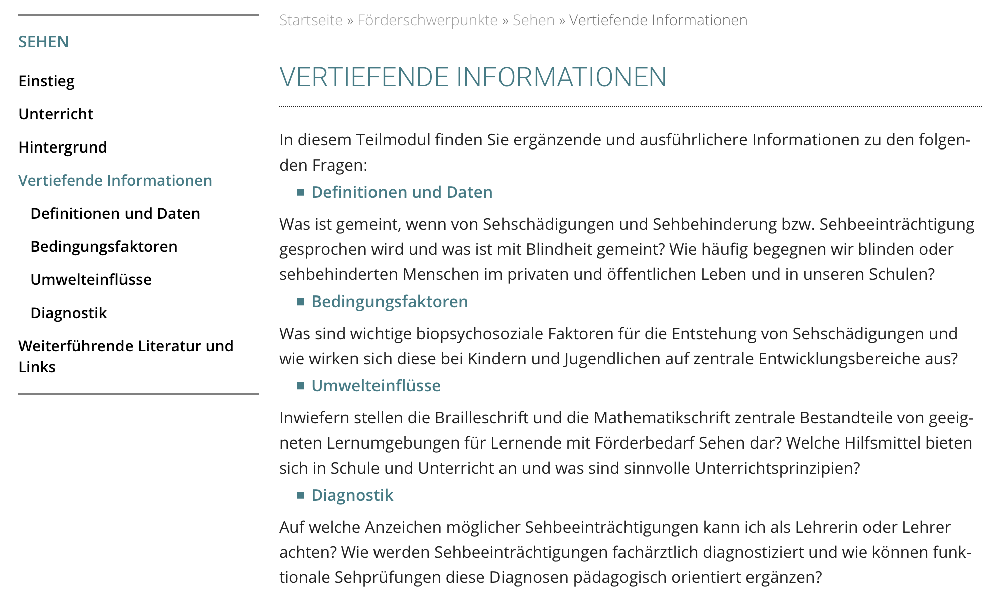 SEHEN
Einstieg
Unterricht
Hintergrund
Vertiefende Informationen
Definitionen und Daten
Bedingungsfaktoren
Umwelteinflüsse
Diagnostik
Weiterführende Literatur und
Links
Startseite » Förderschwerpunkte » Sehen » Vertiefende Informationen
VERTIEFENDE INFORMATIONEN
In diesem Teilmodul finden Sie ergänzende und ausführlichere Informationen zu den folgen-
den Fragen:
▪ Definitionen und Daten
Was ist gemeint, wenn von Sehschädigungen und Sehbehinderung bzw. Sehbeeinträchtigung
gesprochen wird und was ist mit Blindheit gemeint? Wie häufig begegnen wir blinden oder
sehbehinderten Menschen im privaten und öffentlichen Leben und in unseren Schulen?
▪ Bedingungsfaktoren
Was sind wichtige biopsychosoziale Faktoren für die Entstehung von Sehschädigungen und
wie wirken sich diese bei Kindern und Jugendlichen auf zentrale Entwicklungsbereiche aus?
▪ Umwelteinflüsse
Inwiefern stellen die Brailleschrift und die Mathematikschrift zentrale Bestandteile von geeig-
neten Lernumgebungen für Lernende mit Förderbedarf Sehen dar? Welche Hilfsmittel bieten
sich in Schule und Unterricht an und was sind sinnvolle Unterrichtsprinzipien?
▪ Diagnostik
Auf welche Anzeichen möglicher Sehbeeinträchtigungen kann ich als Lehrerin oder Lehrer
achten? Wie werden Sehbeeinträchtigungen fachärztlich diagnostiziert und wie können funk-
tionale Sehprüfungen diese Diagnosen pädagogisch orientiert ergänzen?